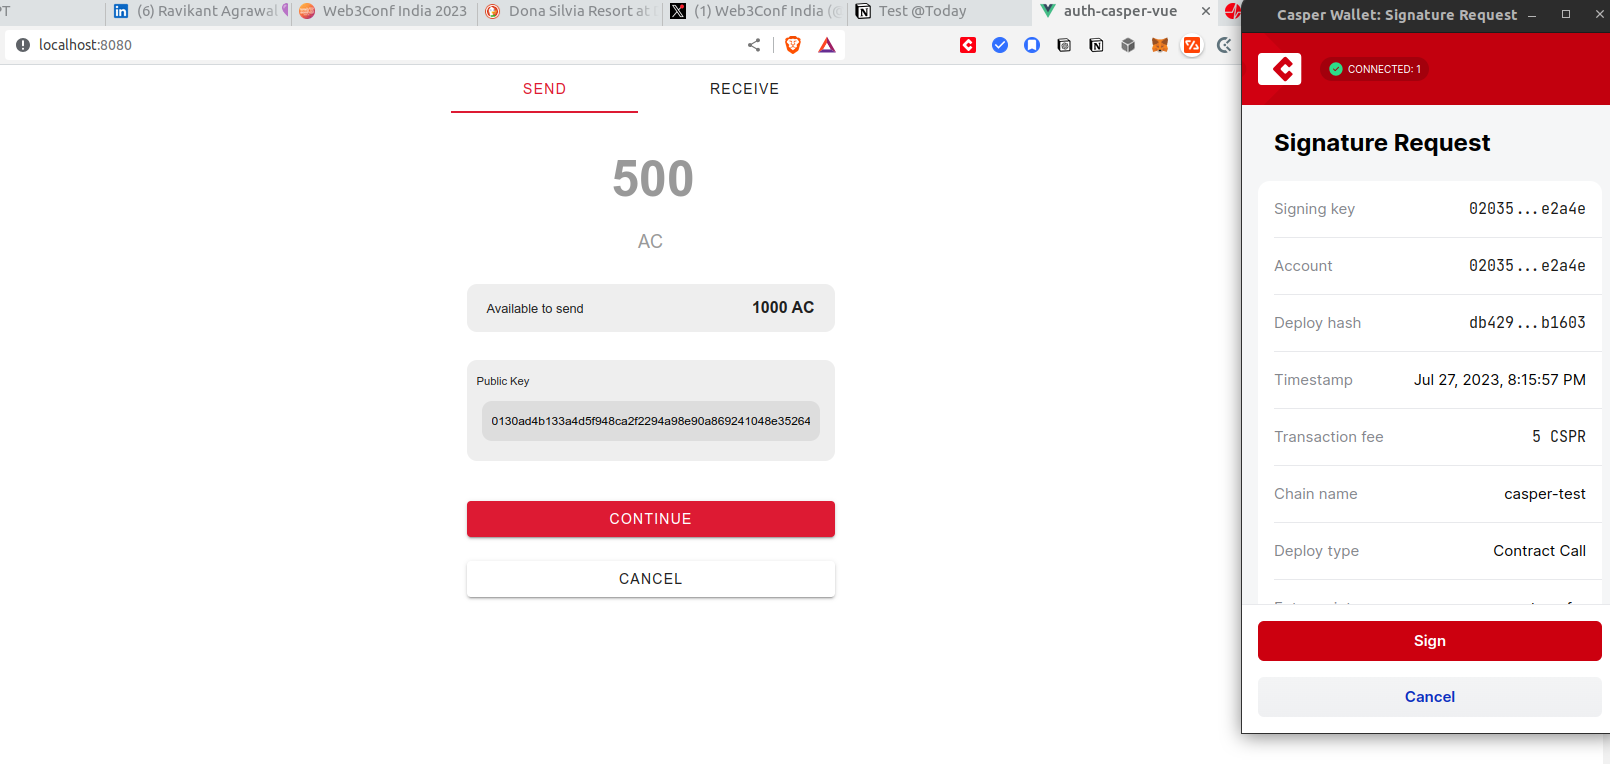 PT
(6) Ravikant Agrawal
Web3Conf India 2023
Dona Silvia Resort at
(1) Web3Conf India (@
Test @Today
auth-casper-vue
Casper Wallet: Signature Request
localhost:8080
CONNECTED: 1
SEND
RECEIVE
500
AC
Available to send
1000 AC
Public Key
0130ad4b133a4d5f948ca2f2294a98e90a869241048e35264
CONTINUE
CANCEL
Signature Request
Signing key
02035...e2a4e
Account
02035...e2a4e
Deploy hash
db429...b1603
Timestamp
Jul 27, 2023, 8:15:57 PM
Transaction fee
5 CSPR
Chain name
casper-test
Deploy type
Contract Call
Sign
Cancel